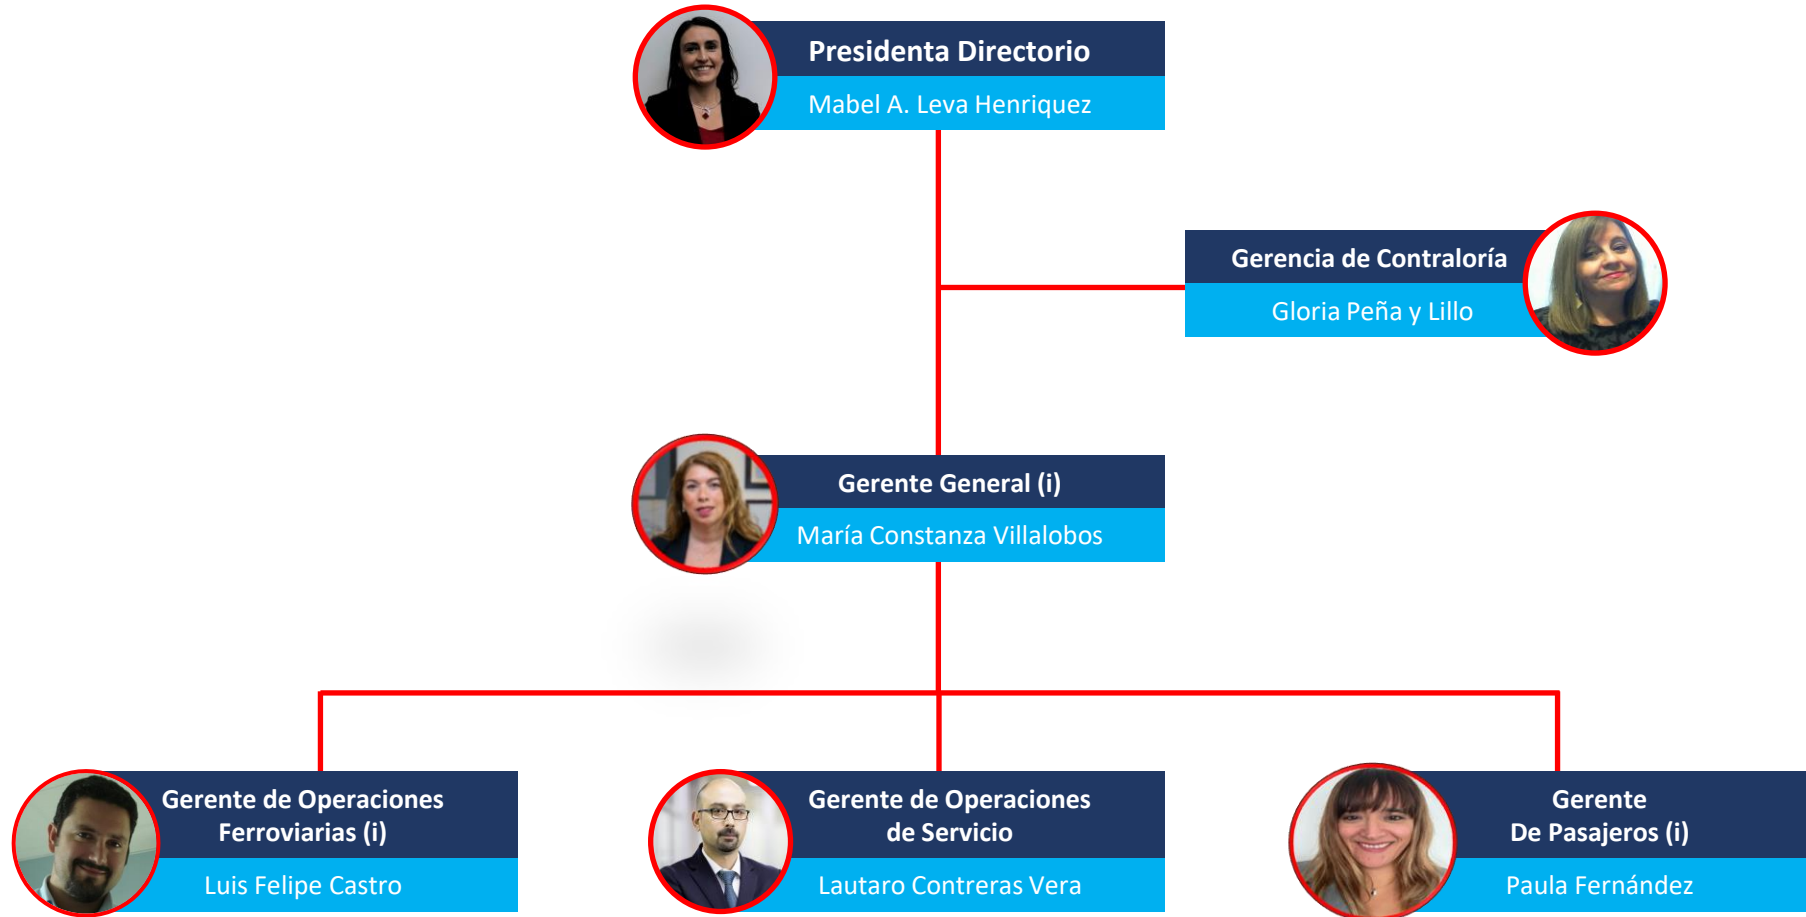 Presidenta Directorio
Mabel A. Leva Henriquez
Gerencia de Contraloría
Gloria Peña y Lillo
Gerente General (i)
María Constanza Villalobos
Gerente de Operaciones
Ferroviarias (i)
Luis Felipe Castro
Gerente de Operaciones
de Servicio
Lautaro Contreras Vera
Gerente
De Pasajeros (i)
Paula Fernández